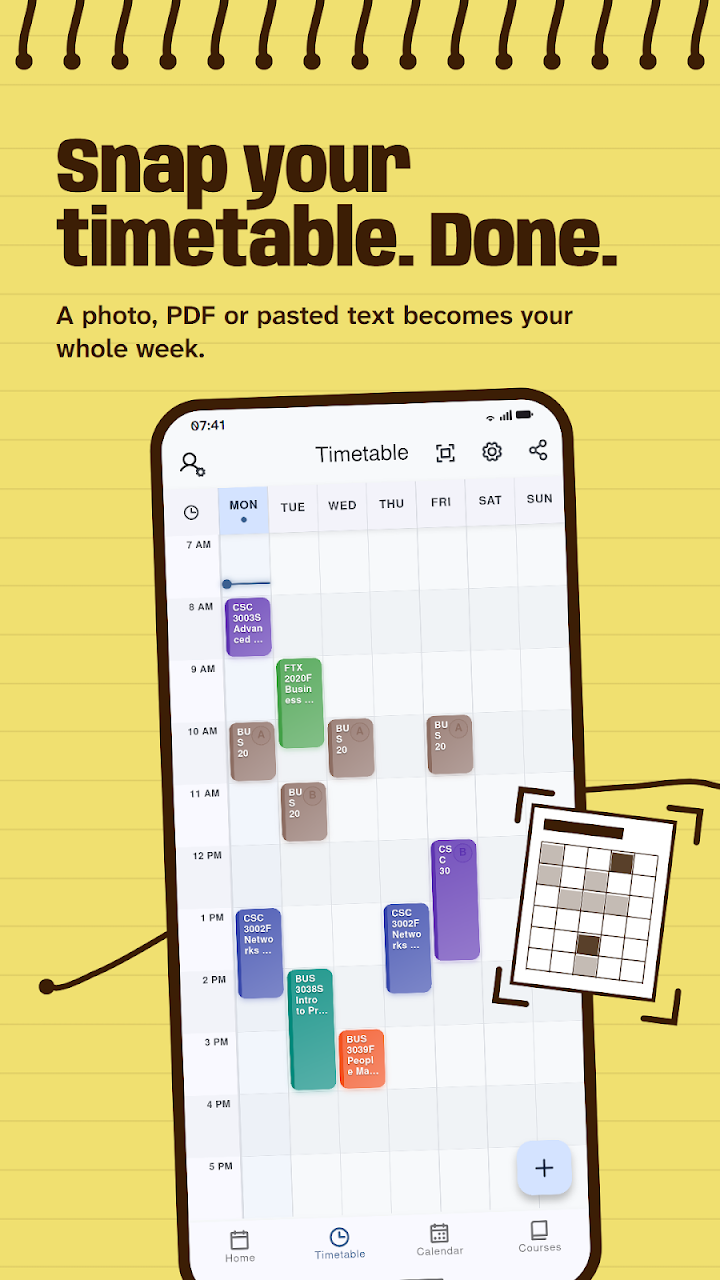 Snap your
timetable. Done.
A photo, PDF or pasted text becomes your
whole week.
07:41
Timetable
MON
TUE
WED
THU
FRI
SAT
SUN
7 AM
8 AM
CSC
3003S
Advan
ced ...
9 AM
FTX
2020F
Busin
ess ...
10 AM
BU
S
20
A
BU
S
20
A
BU
S
20
A
11 AM
BU
S
20
B
12 PM
CS
C
30
B
1 PM
CSC
3002F
Netwo
rks ...
CSC
3002F
Netwo
rks ...
2 PM
BUS
3038S
Intro
to Pr...
3 PM
BUS
3039F
Peopl
e Ma...
4 PM
5 PM
+
Home
Timetable
Calendar
Courses